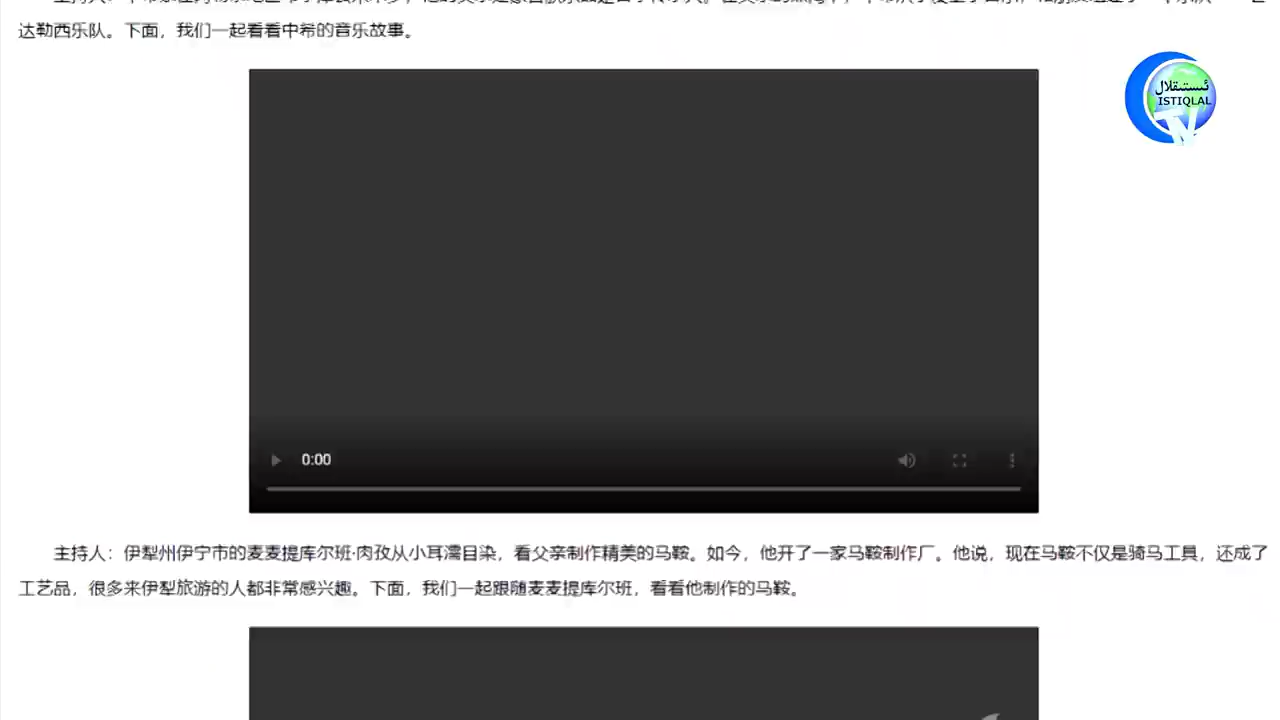 达勒西乐队。下面，我们一起看看中希的音乐故事。
ئىستىقلال
ISTIQLAL
TV
0:00
主持人：伊犁州伊宁市的麦麦提库尔班·肉孜从小耳濡目染，看父亲制作精美的马鞍。如今，他开了一家马鞍制作厂。他说，现在马鞍不仅是骑马工具，还成了
工艺品，很多来伊犁旅游的人都非常感兴趣。下面，我们一起跟随麦麦提库尔班，看看他制作的马鞍。